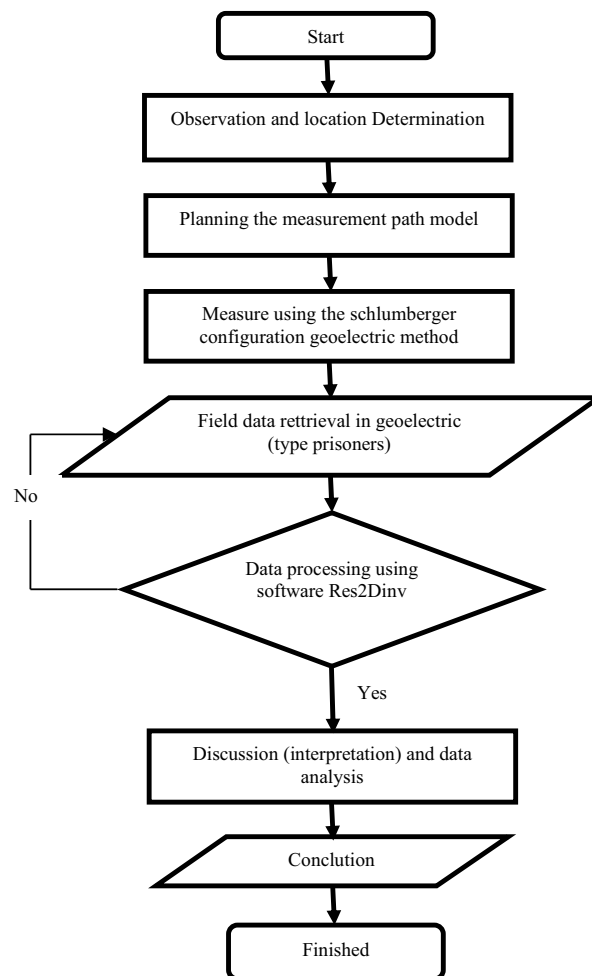 Start
Observation and location Determination
Planning the measurement path model
Measure using the schlumberger
configuration geoelectric method
Field data rettrieval in geoelectric
(type prisoners)
No
Data processing using
software Res2Dinv
Yes
Discussion (interpretation) and data
analysis
Conclution
Finished